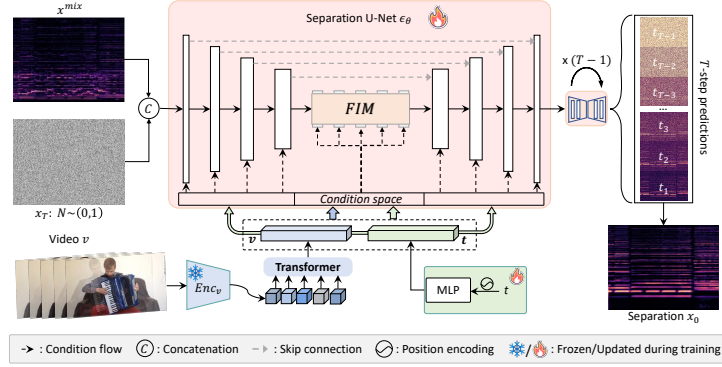 x^{mix}
Separation U-Net ϵ_θ
C
FIM
x (T − 1)
t_{T−1}
t_{T−2}
t_{T−3}
...
t_3
t_2
t_1
T-step predictions
x_T: N~(0,1)
Condition space
Video v
v
t
Transformer
Enc_v
MLP
t
Separation x_0
: Condition flow
C : Concatenation
: Skip connection
: Position encoding
/ : Frozen/Updated during training